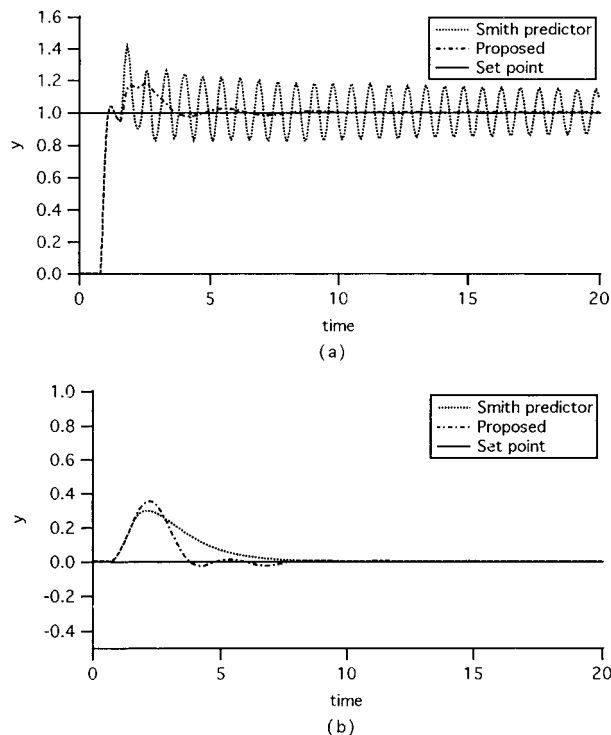 1.6
1.4
1.2
1.0
0.8
0.6
0.4
0.2
0.0
y
Smith predictor
Proposed
Set point
0 5 10 15 20
time
(a)
1.0
0.8
0.6
0.4
0.2
0.0
-0.2
-0.4
y
Smith predictor
Proposed
Set point
0 5 10 15 20
time
(b)